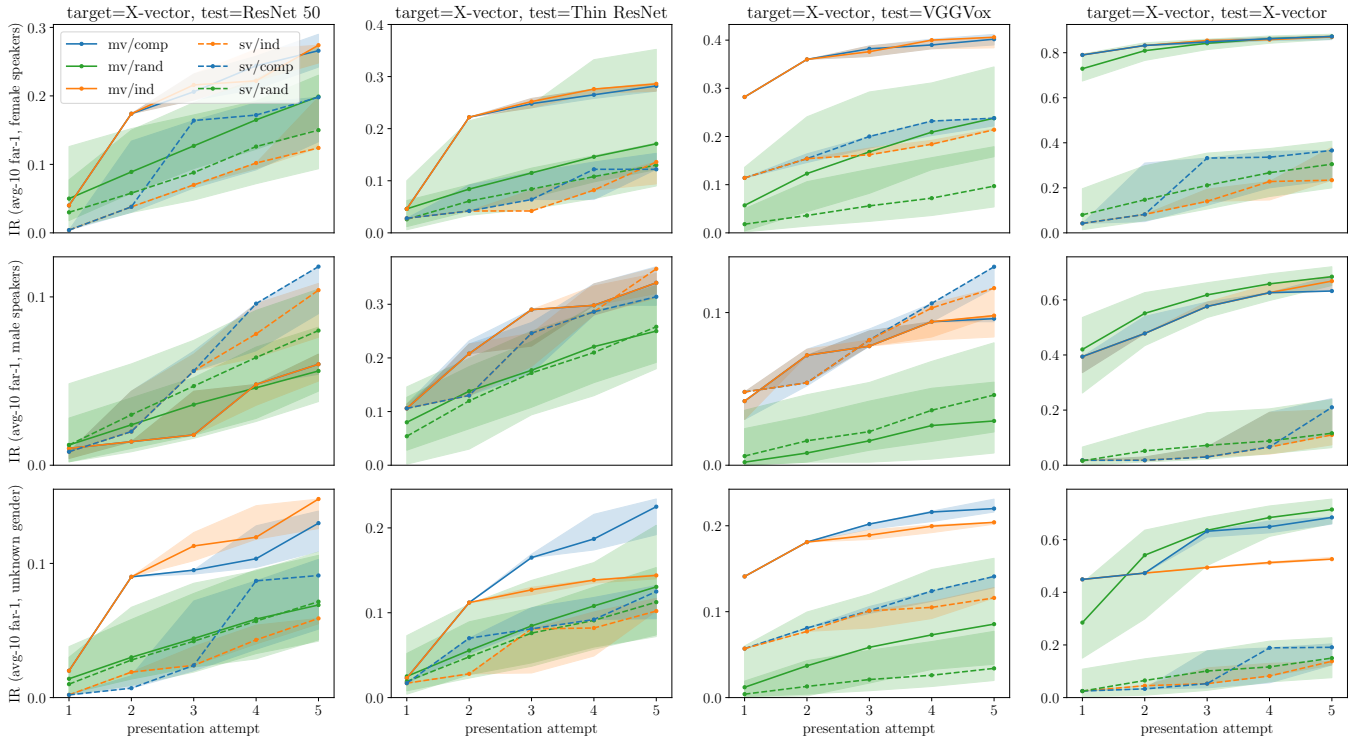 target=X-vector, test=ResNet 50
target=X-vector, test=Thin ResNet
target=X-vector, test=VGGVox
target=X-vector, test=X-vector
IR (avg-10 far-1, female speakers)
0.3
0.2
0.1
0.0
mv/comp
mv/rand
mv/ind
sv/ind
sv/comp
sv/rand
0.4
0.3
0.2
0.1
0.0
0.4
0.3
0.2
0.1
0.0
0.8
0.6
0.4
0.2
0.0
IR (avg-10 far-1, male speakers)
0.1
0.0
0.3
0.2
0.1
0.0
0.1
0.0
0.6
0.4
0.2
0.0
IR (avg-10 far-1, unknown gender)
0.1
0.0
0.2
0.1
0.0
0.2
0.1
0.0
0.6
0.4
0.2
0.0
1 2 3 4 5
1 2 3 4 5
1 2 3 4 5
1 2 3 4 5
presentation attempt
presentation attempt
presentation attempt
presentation attempt